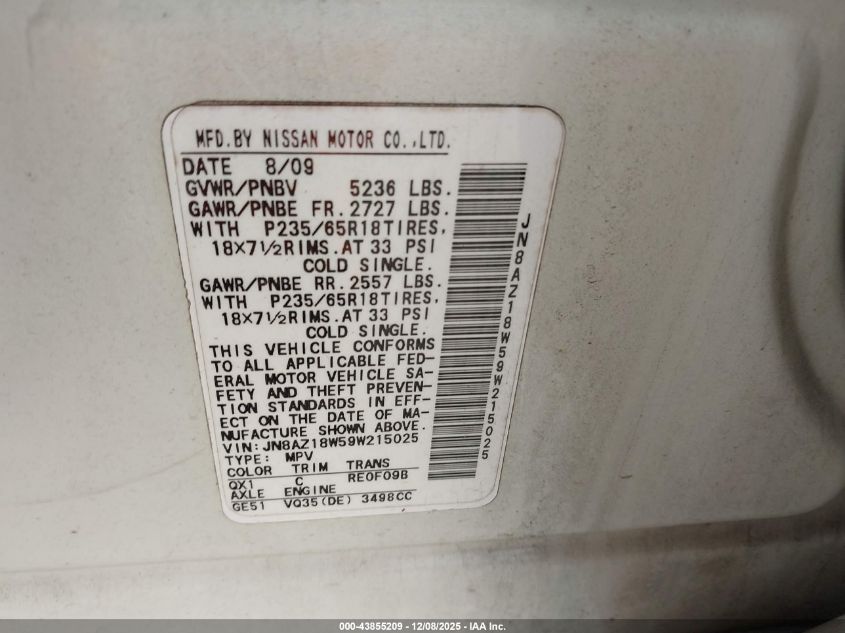 MFD.BY NISSAN MOTOR CO.,LTD.
DATE 8/09
GVWR/PNBV 5236 LBS.
GAWR/PNBE FR.2727 LBS.
WITH P235/65R18TIRES,
18X7½RIMS.AT 33 PSI
COLD SINGLE.
GAWR/PNBE RR.2557 LBS.
WITH P235/65R18TIRES,
18X7½RIMS.AT 33 PSI
COLD SINGLE.
THIS VEHICLE CONFORMS
TO ALL APPLICABLE FED-
ERAL MOTOR VEHICLE SA-
FETY AND THEFT PREVEN-
TION STANDARDS IN EFF-
ECT ON THE DATE OF MA-
NUFACTURE SHOWN ABOVE.
VIN:JN8AZ18W59W215025
TYPE: MPV
COLOR TRIM TRANS
QX1 C RE0F09B
AXLE ENGINE
GE51 VQ35(DE) 3498CC
JN8AZ18W59W215025
000-43855209 - 12/08/2025 - IAA Inc.